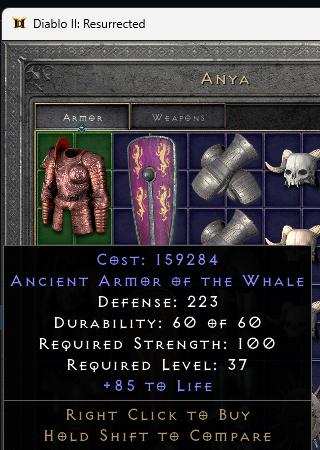 Diablo II: Resurrected
Anya
Armor
Weapons
Cost: 159284
Ancient Armor of the Whale
Defense: 223
Durability: 60 of 60
Required Strength: 100
Required Level: 37
+85 to Life
Right Click to Buy
Hold Shift to Compare